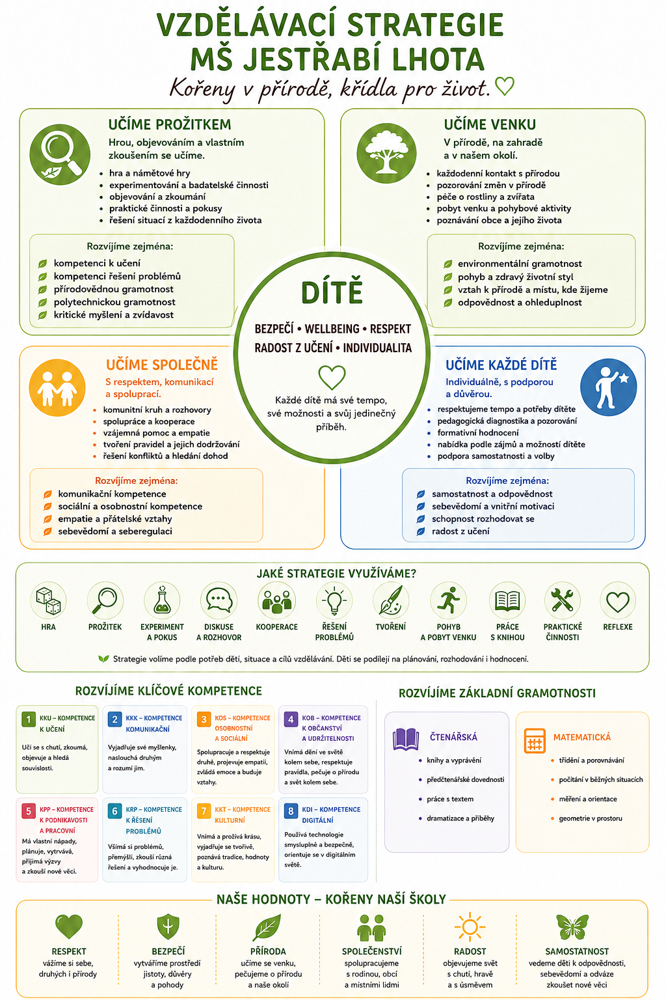 VZDĚLÁVACÍ STRATEGIE
MŠ JESTŘABÍ LHOTA
Kořeny v přírodě, křídla pro život.
UČÍME PROŽITKEM
Hrou, objevováním a vlastním
zkoušením se učíme.
• hra a námětové hry
• experimentování a badatelské činnosti
• objevování a zkoumání
• praktické činnosti a pokusy
• řešení situací z každodenního života
Rozvíjíme zejména:
kompetenci k učení
kompetenci řešení problémů
přírodovědnou gramotnost
polytechnickou gramotnost
kritické myšlení a zvídavost
UČÍME VENKU
V přírodě, na zahradě
a v našem okolí.
• každodenní kontakt s přírodou
• pozorování změn v přírodě
• péče o rostliny a zvířata
• pobyt venku a pohybové aktivity
• poznávání obce a jejího života
Rozvíjíme zejména:
environmentální gramotnost
pohyb a zdravý životní styl
vztah k přírodě a místu, kde žijeme
odpovědnost a ohleduplnost
DÍTĚ
BEZPEČÍ • WELLBEING • RESPEKT
RADOST Z UČENÍ • INDIVIDUALITA
Každé dítě má své tempo,
své možnosti a svůj jedinečný
příběh.
UČÍME SPOLEČNĚ
S respektem, komunikací
a spoluprací.
• komunitní kruh a rozhovory
• spolupráce a kooperace
• vzájemná pomoc a empatie
• tvoření pravidel a jejich dodržování
• řešení konfliktů a hledání dohod
Rozvíjíme zejména:
komunikační kompetence
sociální a osobnostní kompetence
empatie a přátelské vztahy
sebevědomí a seberegulaci
UČÍME KAŽDÉ DÍTĚ
Individuálně, s podporou
a důvěrou.
• respektujeme tempo a potřeby dítěte
• pedagogická diagnostika a pozorování
• formativní hodnocení
• nabídka podle zájmů a možností dítěte
• podpora samostatnosti a volby
Rozvíjíme zejména:
samostatnost a odpovědnost
sebevědomí a vnitřní motivaci
schopnost rozhodovat se
radost z učení
JAKÉ STRATEGIE VYUŽÍVÁME?
HRA
PROŽITEK
EXPERIMENT
A POKUS
DISKUSE
A ROZHOVOR
KOOPERACE
ŘEŠENÍ
PROBLÉMŮ
TVOŘENÍ
POHYB
A POBYT VENKU
PRÁCE
S KNIHOU
PRAKTICKÉ
ČINNOSTI
REFLEXE
Strategie volíme podle potřeb dětí, situace a cílů vzdělávání. Děti se podílejí na plánování, rozhodování i hodnocení.
ROZVÍJÍME KLÍČOVÉ KOMPETENCE
1 KKU – KOMPETENCE
K UČENÍ
Učí se s chutí, zkoumá,
objevuje a hledá
souvislosti.
2 KKK – KOMPETENCE
KOMUNIKAČNÍ
Vyjadřuje své myšlenky,
naslouchá druhým
a rozumí jim.
3 KOS – KOMPETENCE
OSOBNOSTNÍ
A SOCIÁLNÍ
Spolupracuje a respektuje
druhé, projevuje empatii,
zvládá emoce a buduje
vztahy.
4 KOB – KOMPETENCE
K OBČANSTVÍ
A UDRŽITELNOSTI
Vnímá dění ve světě
kolem sebe, respektuje
pravidla, pečuje o přírodu
a svět kolem sebe.
5 KPP – KOMPETENCE
K PODNIKAVOSTI
A PRACOVNÍ
Má vlastní nápady,
plánuje, vytrvává,
přijímá výzvy
a zkouší nové věci.
6 KRP – KOMPETENCE
K ŘĚSENÍ
PROBLÉMŮ
Všímá si problémů,
přemýšlí, zkouší různá
řešení a vyhodnocuje je.
7 KKT – KOMPETENCE
KULTURNÍ
Vnímá a prožívá krásu,
vyjadřuje se tvořivě,
poznává tradice, hodnoty
a kulturu.
8 KDI – KOMPETENCE
DIGITÁLNÍ
Používá technologie
smysluplně a bezpečně,
orientuje se v digitálním
světě.
ROZVÍJÍME ZÁKLADNÍ GRAMOTNOSTI
ČTENÁŘSKÁ
• knihy a vyprávění
• předčtenářské dovednosti
• práce s textem
• dramatizace a příběhy
MATEMATICKÁ
• třídění a porovnávání
• počítání v běžných situacích
• měření a orientace
• geometrie v prostoru
NAŠE HODNOTY – KOŘENY NAŠÍ ŠKOLY
RESPEKT
vážíme si sebe,
druhých i přírody
BEZPEČÍ
vytváříme prostředí
jistoty, důvěry
a pohody
PŘÍRODA
učíme se venku,
pečujeme o přírodu
a naše okolí
SPOLEČENSTVÍ
spolupracujeme
s rodinou, obcí
a místními lidmi
RADOST
objevujeme svět
s chutí, hravě
a s úsměvem
SAMOSTATNOST
vedeme děti k odpovědnosti,
sebevědomí a odváze
zkoušet nové věci